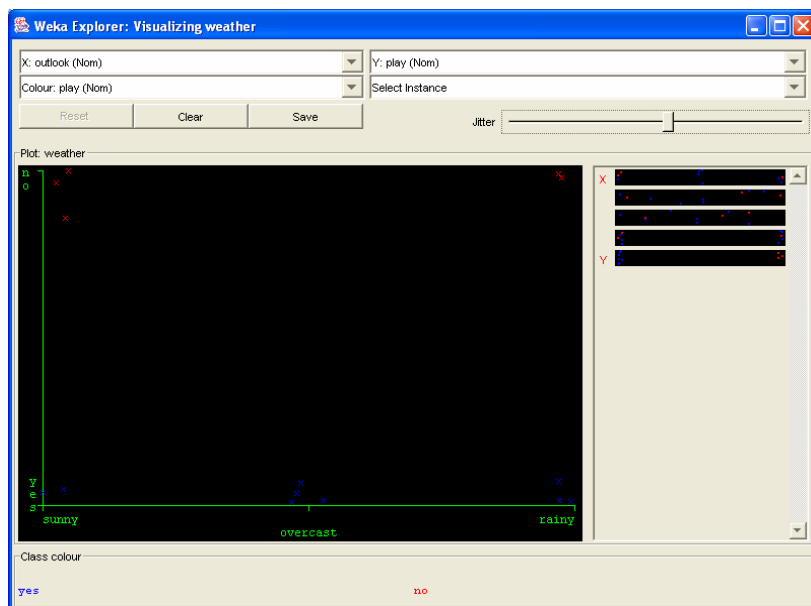 Weka Explorer: Visualizing weather
X: outlook (Nom)
Y: play (Nom)
Colour: play (Nom)
Select Instance
Reset
Clear
Save
Jitter
Plot: weather
no
yes
sunny
overcast
rainy
X
Y
Class colour
yes
no